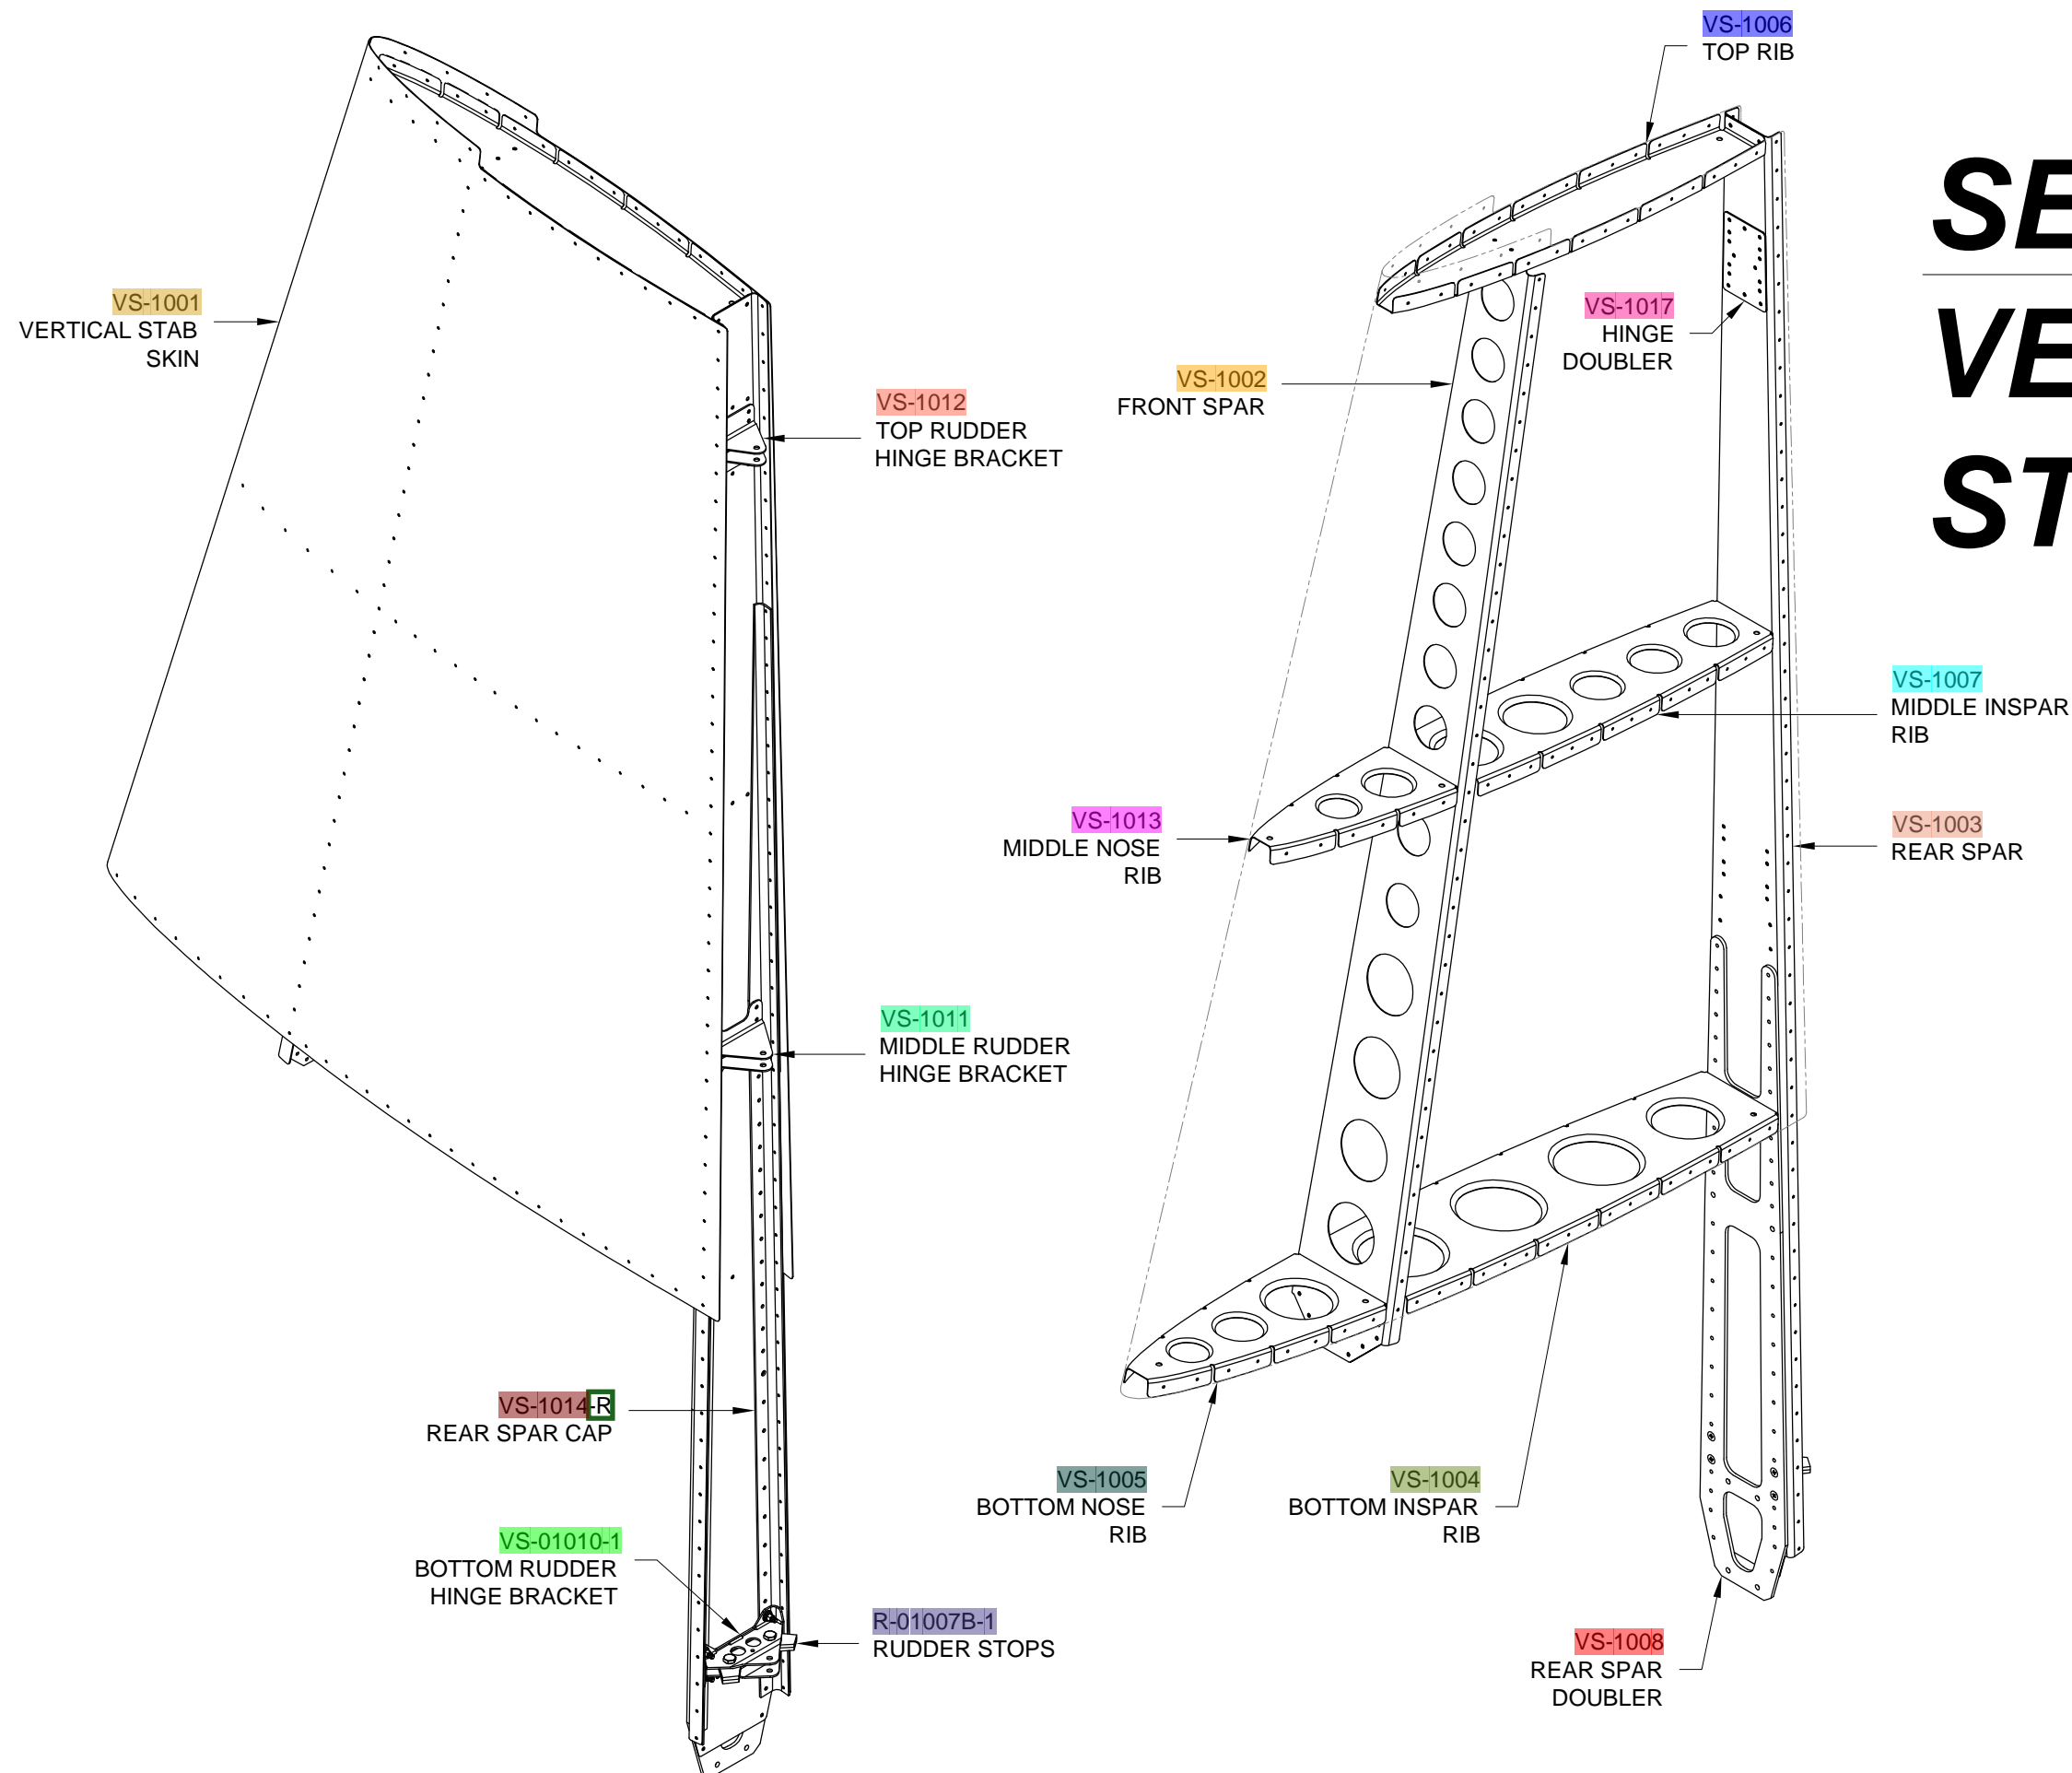 VS-1006
TOP RIB
SE
VE
ST
VS-1001
VERTICAL STAB
SKIN
VS-1012
TOP RUDDER
HINGE BRACKET
VS-1017
HINGE
DOUBLER
VS-1002
FRONT SPAR
VS-1007
MIDDLE INSPAR
RIB
VS-1013
MIDDLE NOSE
RIB
VS-1003
REAR SPAR
VS-1011
MIDDLE RUDDER
HINGE BRACKET
VS-1014-R
REAR SPAR CAP
VS-1005
BOTTOM NOSE
RIB
VS-1004
BOTTOM INSPAR
RIB
VS-01010-1
BOTTOM RUDDER
HINGE BRACKET
R-01007B-1
RUDDER STOPS
VS-1008
REAR SPAR
DOUBLER